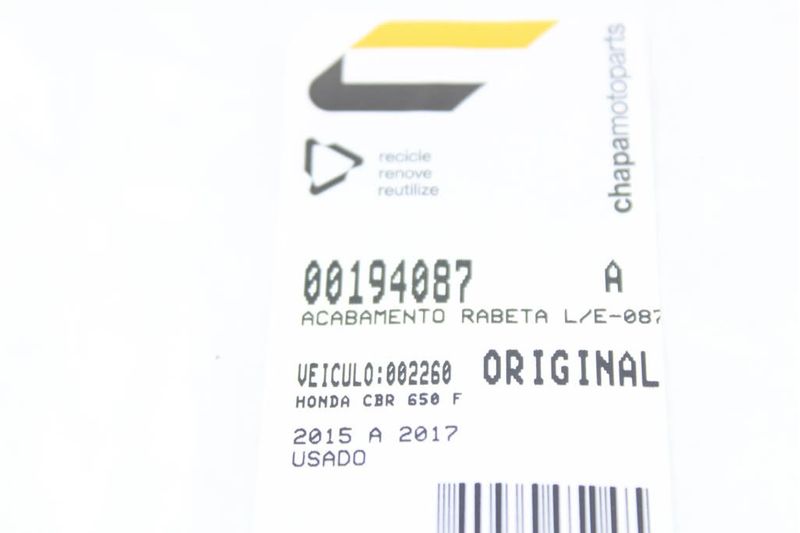 recicle
renove
reutilize
chapamotoparts
00194087 A
ACABAMENTO RABETA L/E-087
VEICULO:002260 ORIGINAL
HONDA CBR 650 F
2015 A 2017
USADO